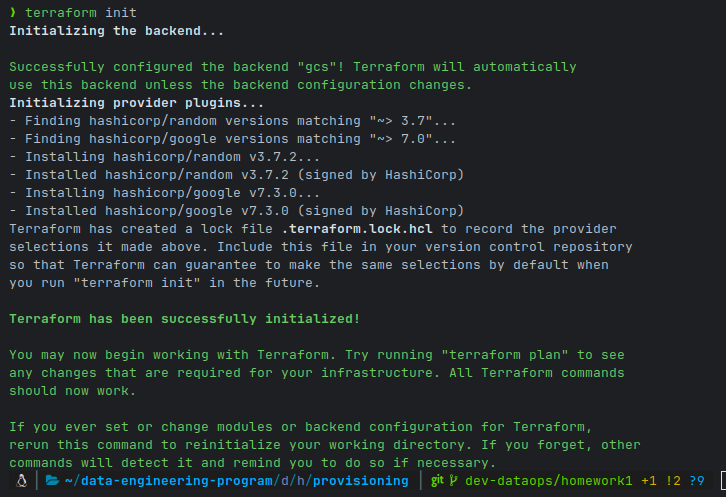 ❯ terraform init
Initializing the backend...
Successfully configured the backend "gcs"! Terraform will automatically
use this backend unless the backend configuration changes.
Initializing provider plugins...
- Finding hashicorp/random versions matching "~> 3.7"...
- Finding hashicorp/google versions matching "~> 7.0"...
- Installing hashicorp/random v3.7.2...
- Installed hashicorp/random v3.7.2 (signed by HashiCorp)
- Installing hashicorp/google v7.3.0...
- Installed hashicorp/google v7.3.0 (signed by HashiCorp)
Terraform has created a lock file .terraform.lock.hcl to record the provider
selections it made above. Include this file in your version control repository
so that Terraform can guarantee to make the same selections by default when
you run "terraform init" in the future.
Terraform has been successfully initialized!
You may now begin working with Terraform. Try running "terraform plan" to see
any changes that are required for your infrastructure. All Terraform commands
should now work.
If you ever set or change modules or backend configuration for Terraform,
rerun this command to reinitialize your working directory. If you forget, other
commands will detect it and remind you to do so if necessary.
~/data-engineering-program/d/h/provisioning git dev-dataops/homework1 +1 !2 ?9